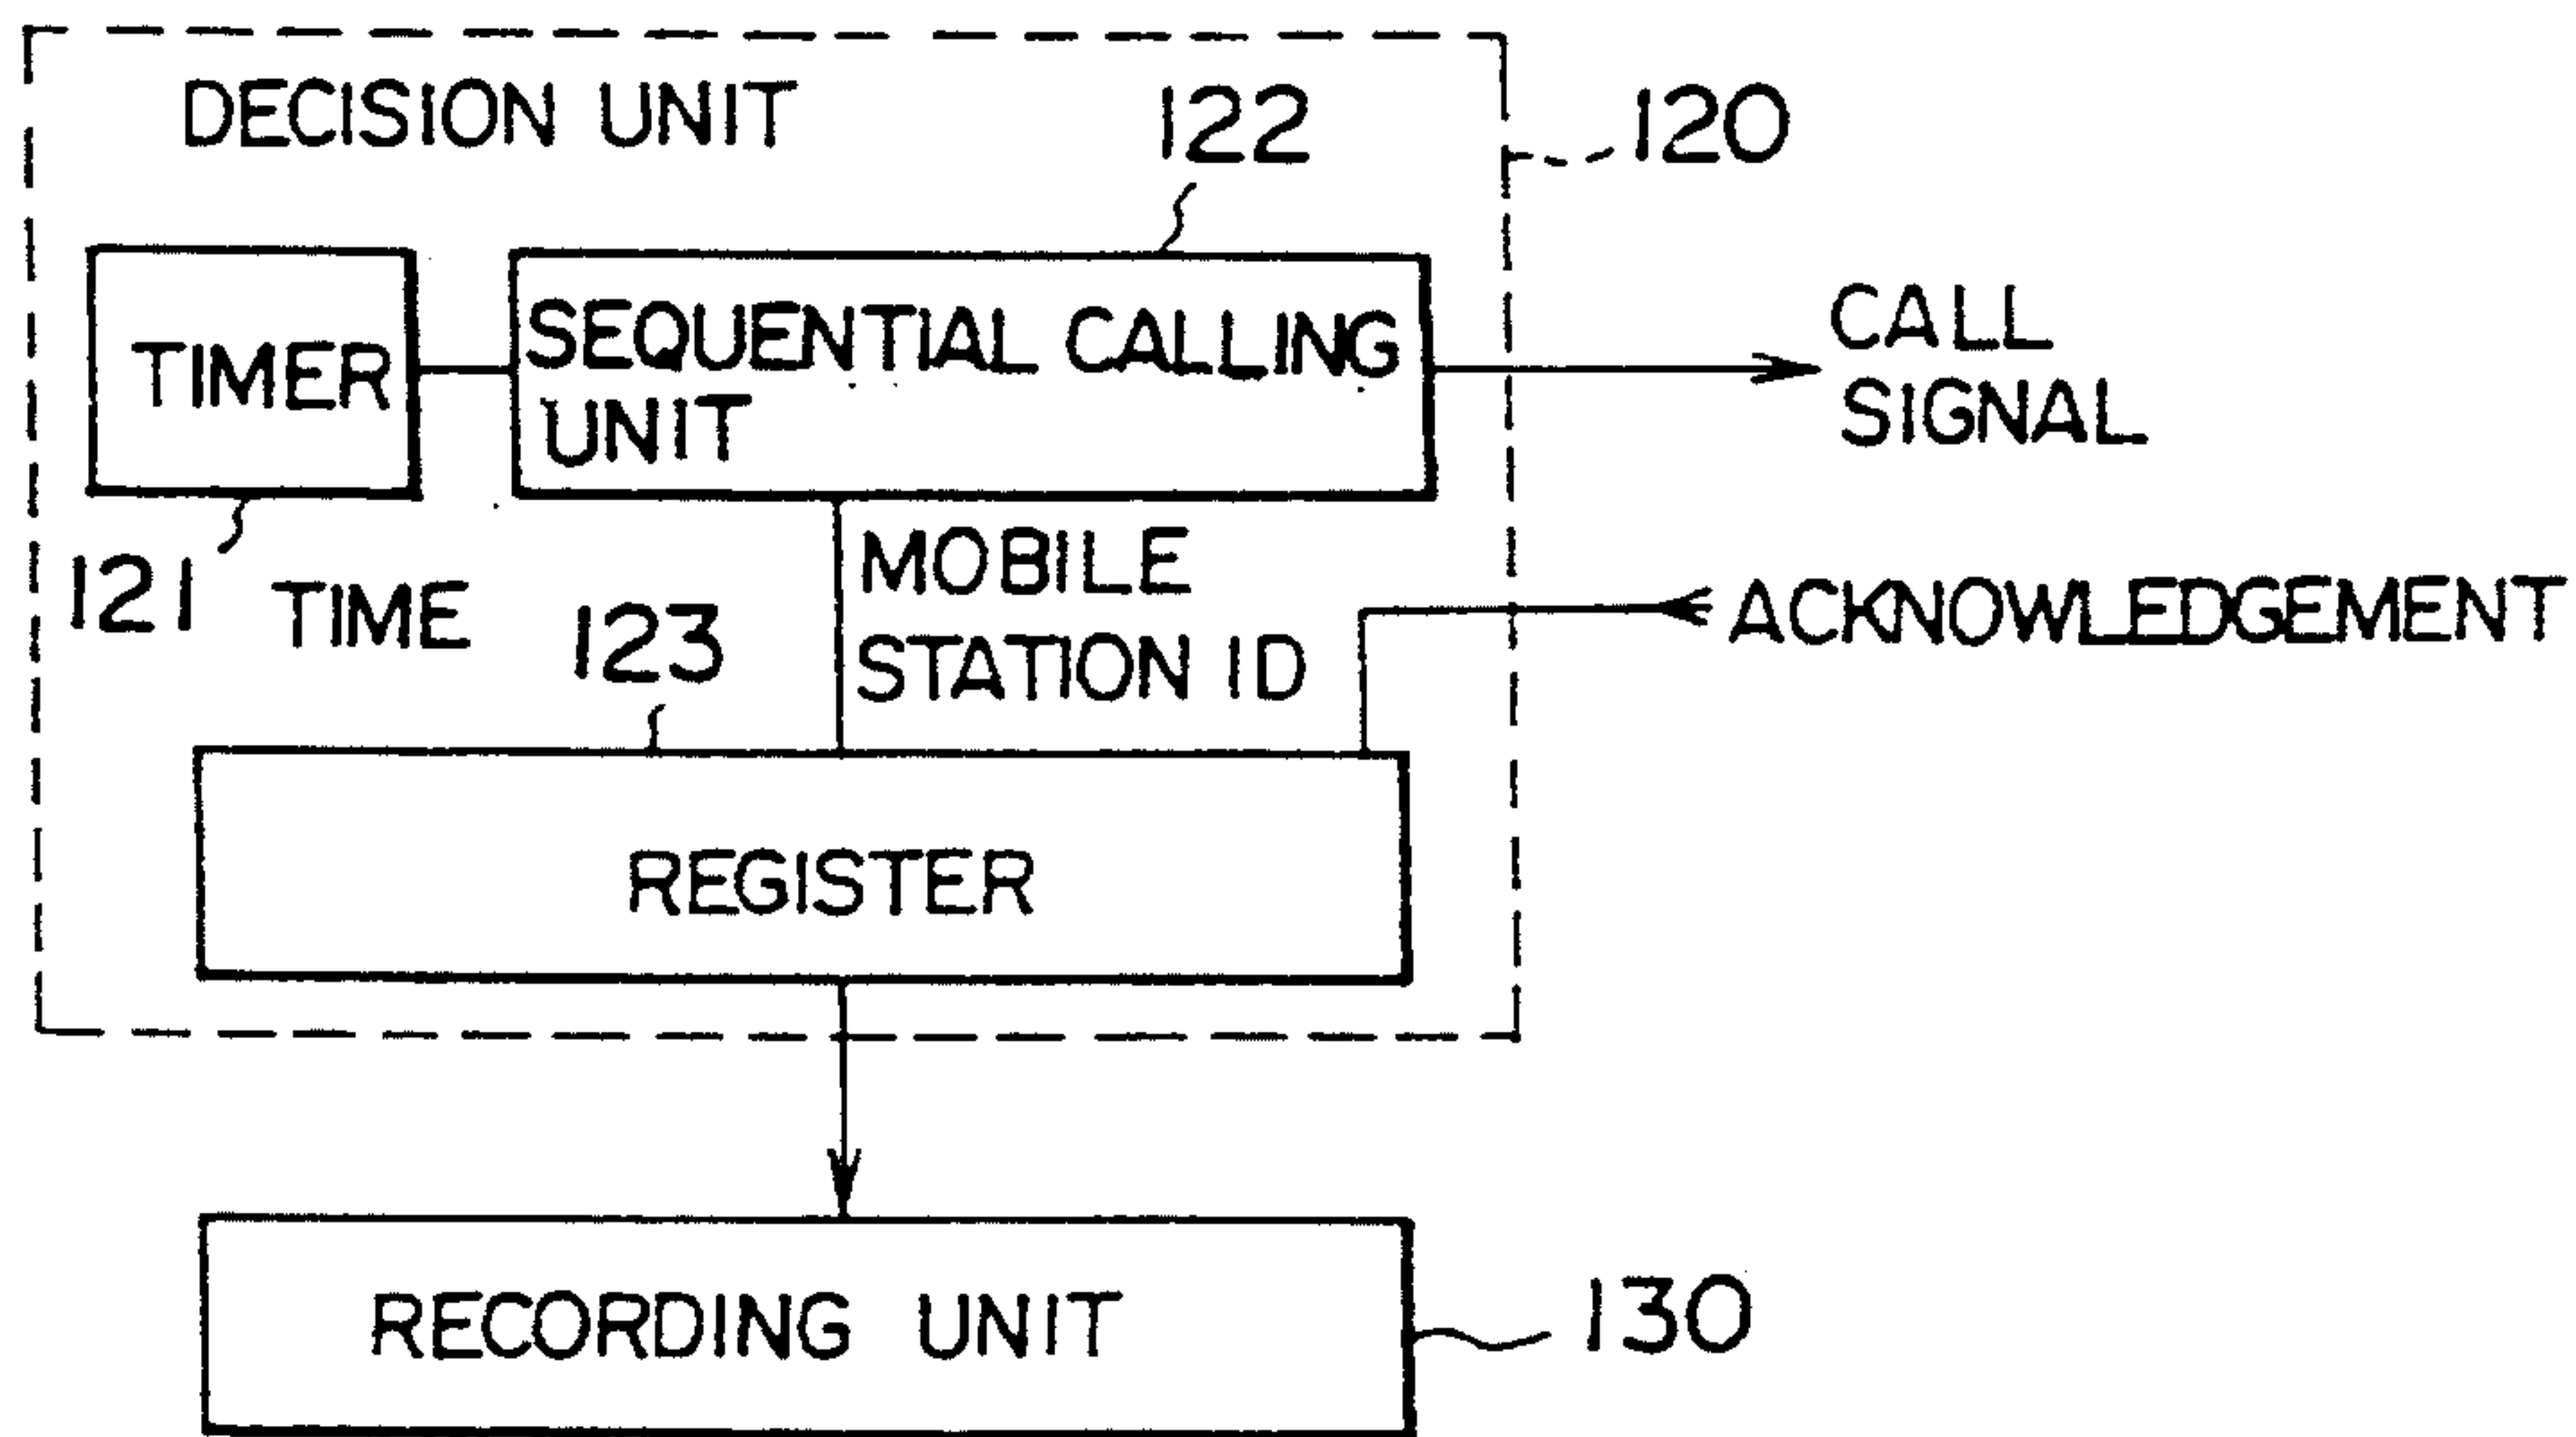 DECISION UNIT
122
120
TIMER
SEQUENTIAL CALLING
UNIT
CALL
SIGNAL
121
TIME
123
MOBILE
STATION ID
ACKNOWLEDGEMENT
REGISTER
RECORDING UNIT
130